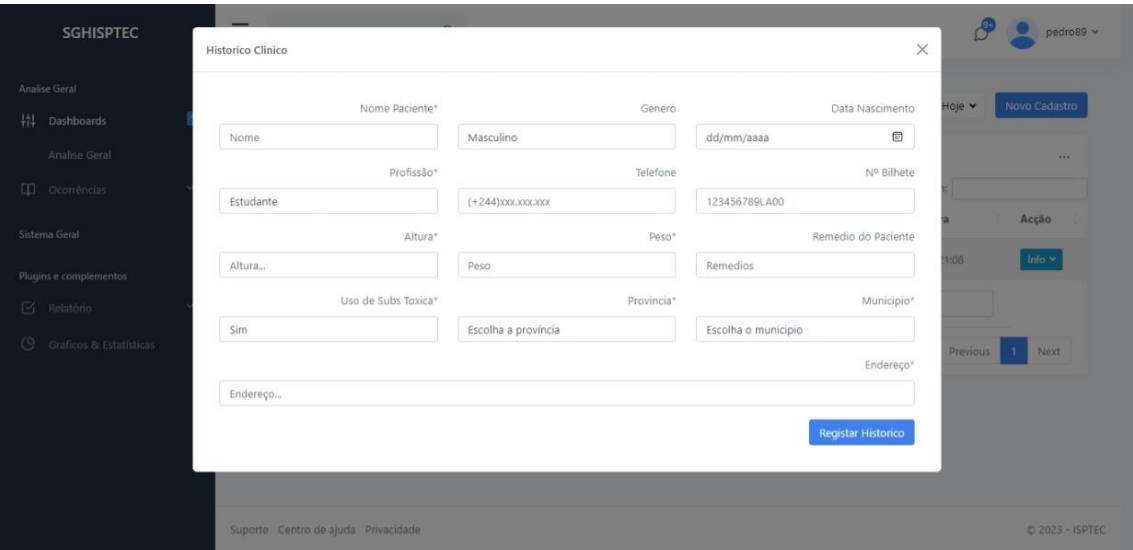 SGHISPTEC
9+
pedro89
Historico Clinico
Analise Geral
Dashboards
Analise Geral
Ocorrências
Sistema Geral
Plugins e complementos
Relatório
Graficos & Estatísticas
Nome Paciente* Genero Data Nascimento
Nome Masculino dd/mm/aaaa
Profissão* Telefone Nº Bilhete
Estudante (+244)xxx.xxx.xxx 123456789LA00
Altura* Peso* Remedio do Paciente
Altura... Peso Remedios
Uso de Subs Toxica* Provincia* Municipio*
Sim Escolha a província Escolha o municipio
Endereço*
Endereço...
Registar Historico
Hoje Novo Cadastro
...
Acção
Info
Previous 1 Next
Suporte Centro de ajuda Privacidade
© 2023 - ISPTEC